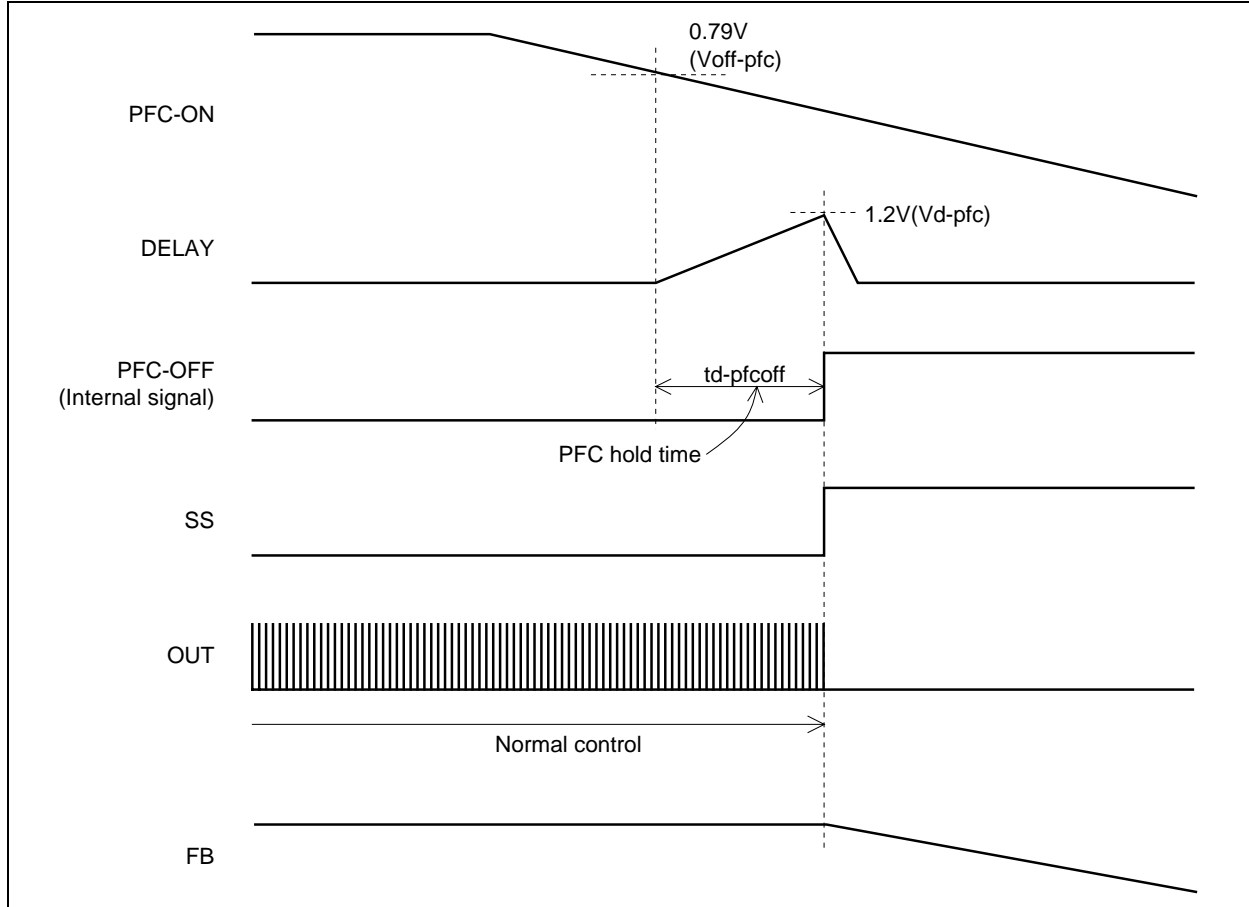 0.79V
(Voff-pfc)
PFC-ON
1.2V(Vd-pfc)
DELAY
PFC-OFF
(Internal signal)
td-pfcoff
PFC hold time
SS
OUT
Normal control
FB